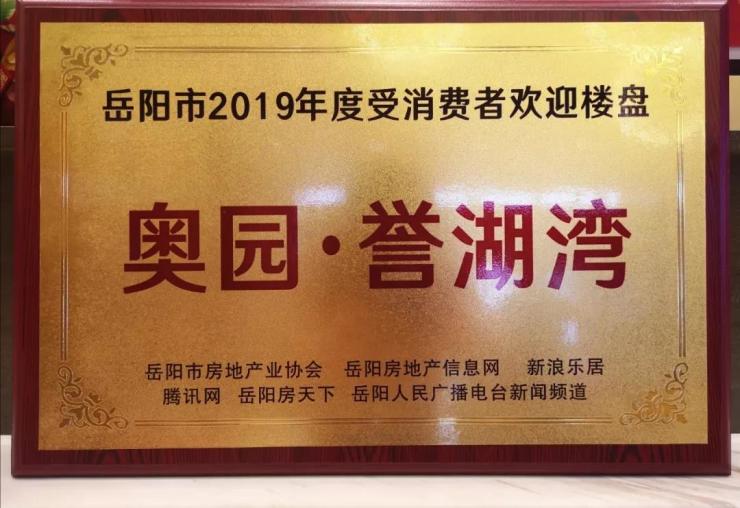 岳阳市2019年度受消费者欢迎楼盘
奥园·誉湖湾
岳阳市房地产业协会 岳阳房地产信息网 新浪乐居
腾讯网 岳阳房天下 岳阳人民广播电台新闻频道